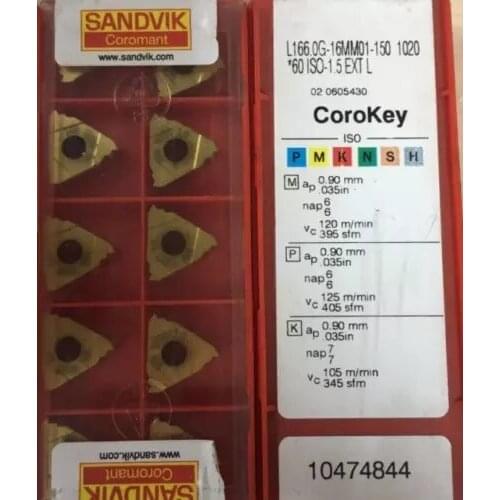 SANDVIK
Coromant
www.sandvik.com
L166.0G-16MM01-150 1020
*60 ISO-1.5 EXT L
02 0605430
CoroKey
ISO
P M K N S H
M ap 0.90 mm
.035in
nap 6
6
vc 120 m/min
395 sfm
P ap 0.90 mm
.035in
nap 6
6
vc 125 m/min
405 sfm
K ap 0.90 mm
.035in
nap 7
7
vc 105 m/min
345 sfm
10474844
www.sandvik.com
Coromant
SANDVIK